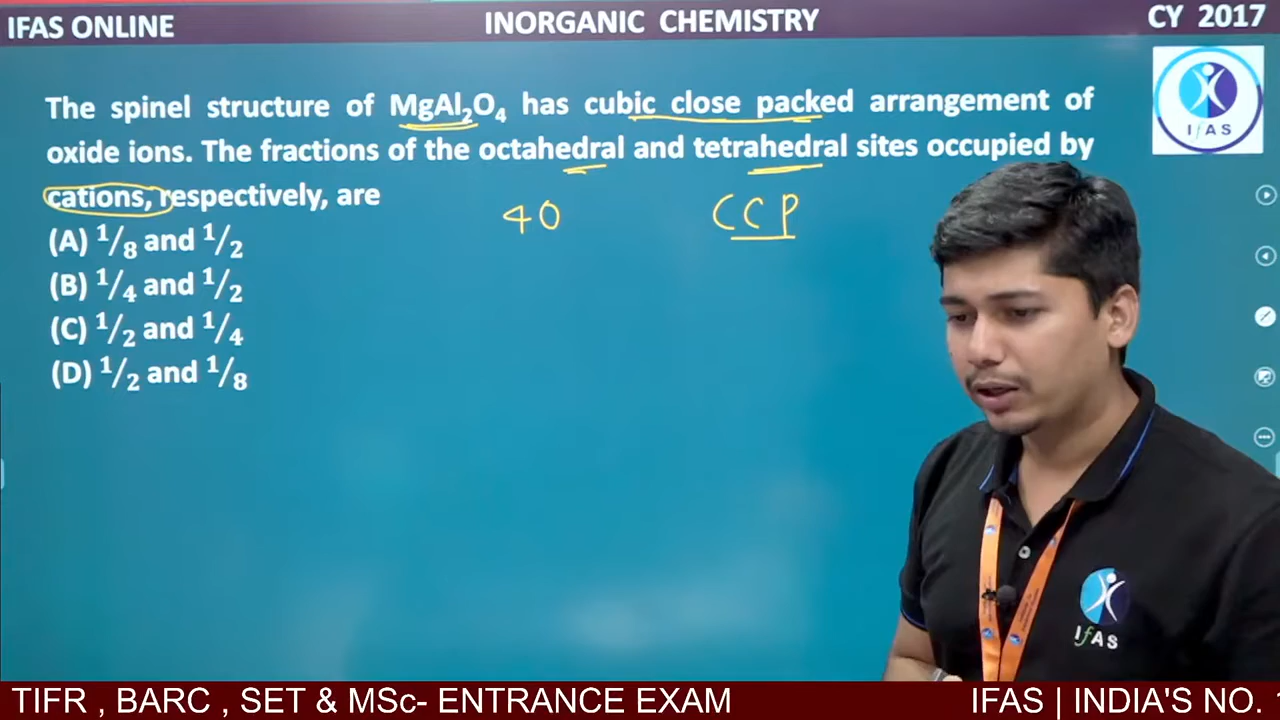 IFAS ONLINE
INORGANIC CHEMISTRY
CY 2017
The spinel structure of MgAl₂O₄ has cubic close packed arrangement of
oxide ions. The fractions of the octahedral and tetrahedral sites occupied by
cations, respectively, are
4O
CCP
(A) ¹/₈ and ¹/₂
(B) ¹/₄ and ¹/₂
(C) ¹/₂ and ¹/₄
(D) ¹/₂ and ¹/₈
IfAS
IfAS
TIFR , BARC , SET & MSc- ENTRANCE EXAM
IFAS | INDIA'S NO.